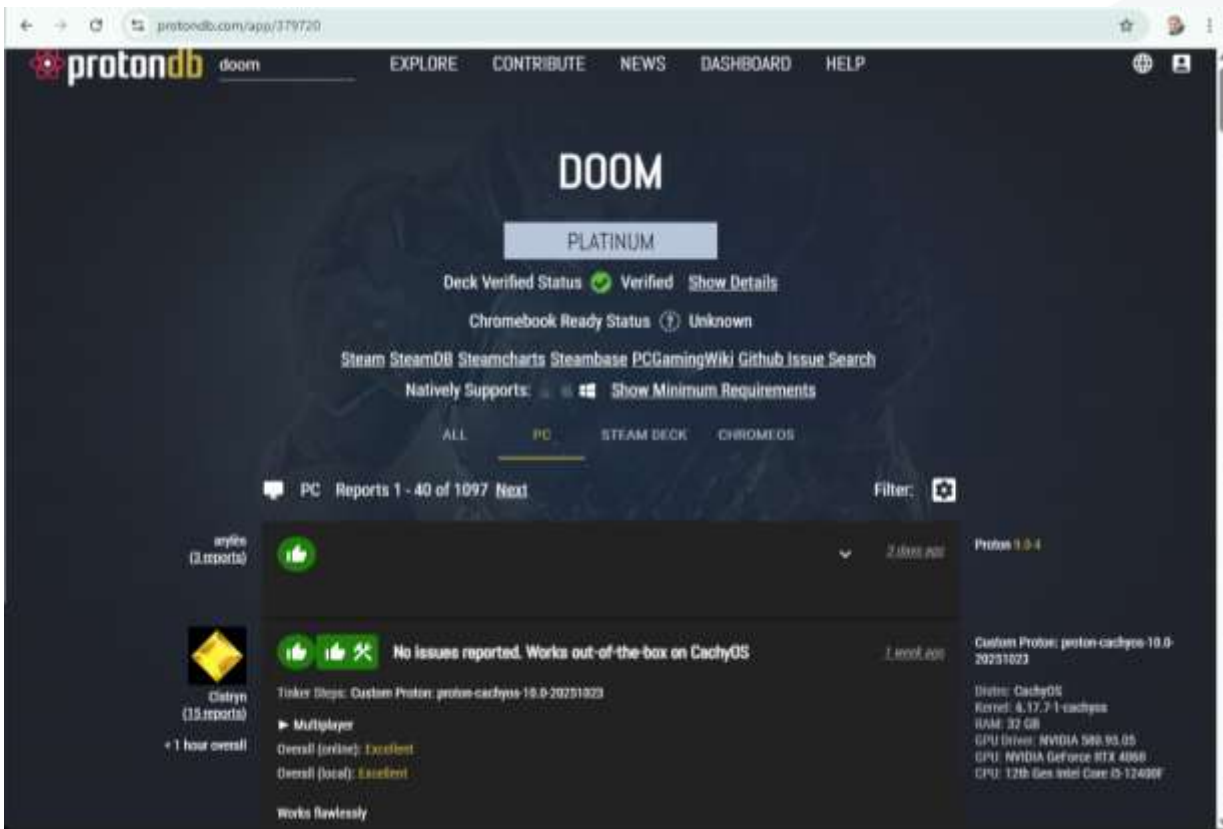 protondb.com/app/379720
protondb doom EXPLORE CONTRIBUTE NEWS DASHBOARD HELP
DOOM
PLATINUM
Deck Verified Status Verified Show Details
Chromebook Ready Status Unknown
Steam SteamDB Steamcharts Steambase PCGamingWiki Github Issue Search
Natively Supports: Show Minimum Requirements
ALL PC STEAM DECK CHROMEOS
PC Reports 1 - 40 of 1097 Next Filter:
(3 reports)
2 days ago
Proton 9.0-4
(15 reports)
< 1 hour overall
No issues reported. Works out-of-the-box on CachyOS
1 week ago
Tinker Steps: Custom Proton: proton-cachyos-10.0-20251023
► Multiplayer
Overall (online): Excellent
Overall (local): Excellent
Works flawlessly
Custom Proton: proton-cachyos-10.0-
20251023
Distro: CachyOS
Kernel: 6.17.7-1-cachyos
RAM: 32 GB
GPU Driver: NVIDIA 580.95.05
GPU: NVIDIA GeForce RTX 4060
CPU: 12th Gen Intel Core i5-12400F